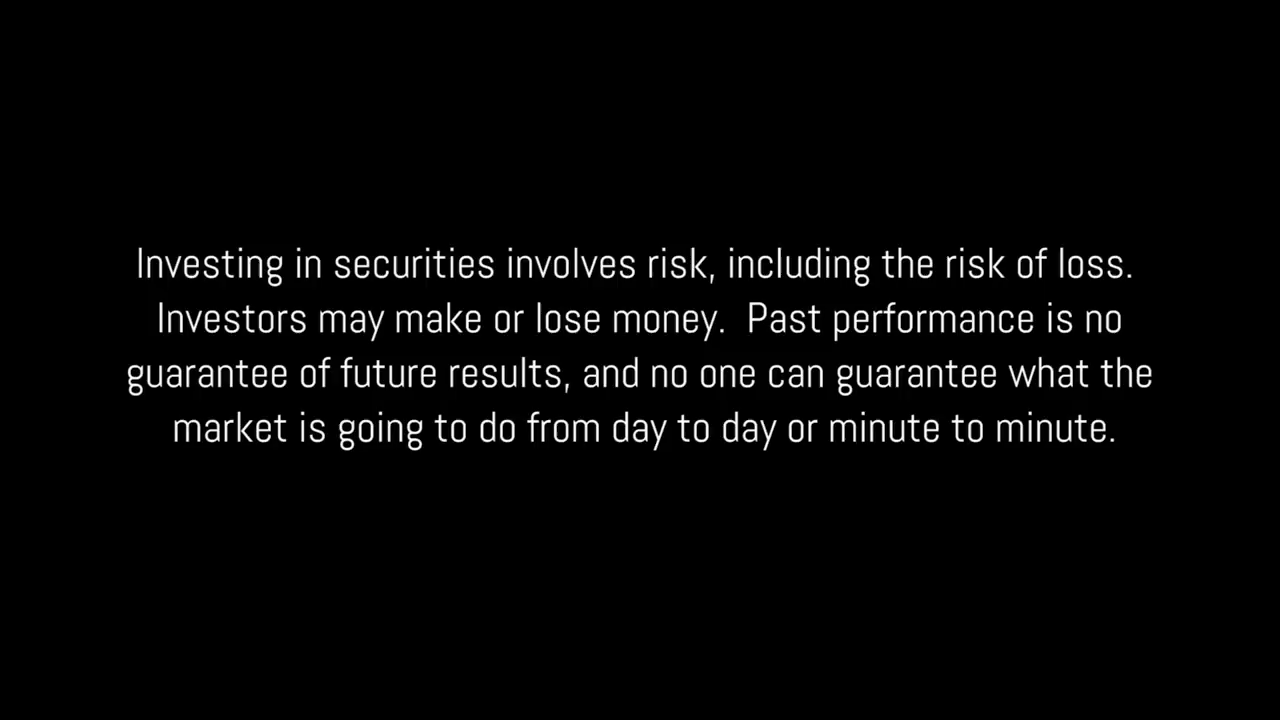 Investing in securities involves risk, including the risk of loss.
Investors may make or lose money.  Past performance is no
guarantee of future results, and no one can guarantee what the
market is going to do from day to day or minute to minute.